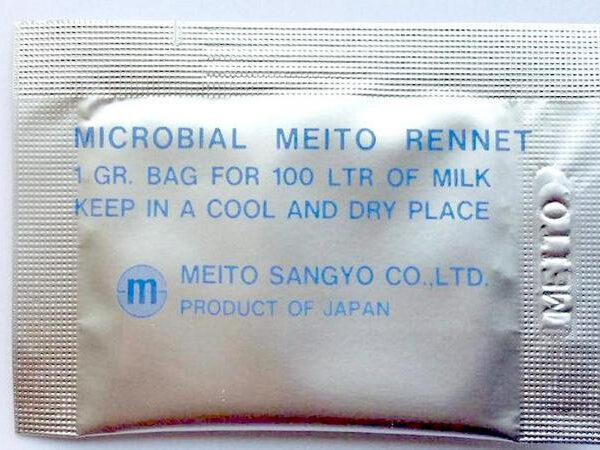 MICROBIAL MEITO RENNET
1 GR. BAG FOR 100 LTR OF MILK
KEEP IN A COOL AND DRY PLACE
m
MEITO SANGYO CO.,LTD.
PRODUCT OF JAPAN
MEITO